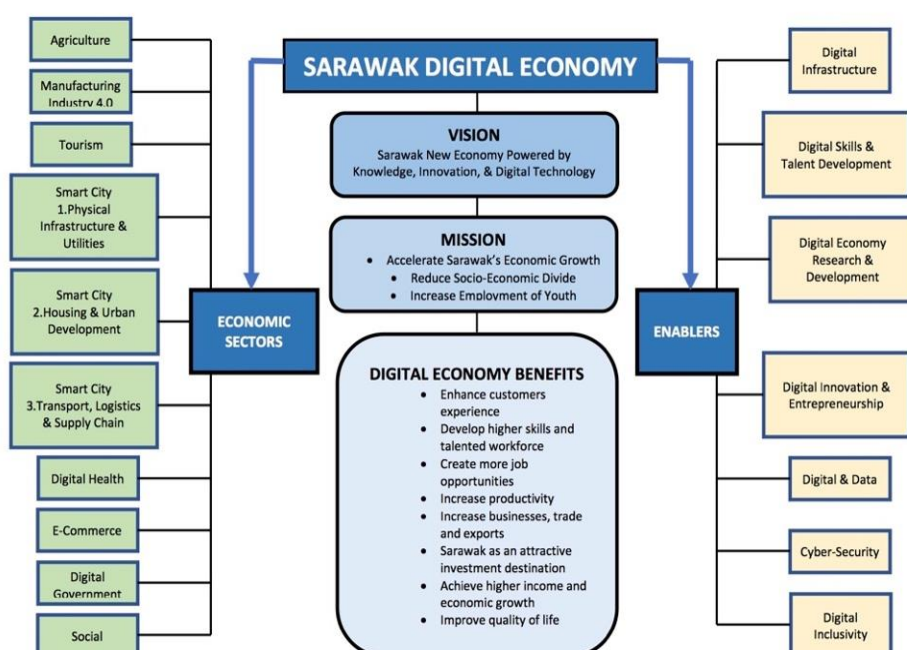 SARAWAK DIGITAL ECONOMY
VISION
Sarawak New Economy Powered by
Knowledge, Innovation, & Digital Technology
MISSION
• Accelerate Sarawak's Economic Growth
• Reduce Socio-Economic Divide
• Increase Employment of Youth
DIGITAL ECONOMY BENEFITS
• Enhance customers
experience
• Develop higher skills and
talented workforce
• Create more job
opportunities
• Increase productivity
• Increase businesses, trade
and exports
• Sarawak as an attractive
investment destination
• Achieve higher income and
economic growth
• Improve quality of life
ECONOMIC
SECTORS
Agriculture
Manufacturing
Industry 4.0
Tourism
Smart City
1.Physical
Infrastructure &
Utilities
Smart City
2.Housing & Urban
Development
Smart City
3.Transport, Logistics
& Supply Chain
Digital Health
E-Commerce
Digital
Government
Social
ENABLERS
Digital
Infrastructure
Digital Skills &
Talent Development
Digital Economy
Research &
Development
Digital Innovation &
Entrepreneurship
Digital & Data
Cyber-Security
Digital
Inclusivity